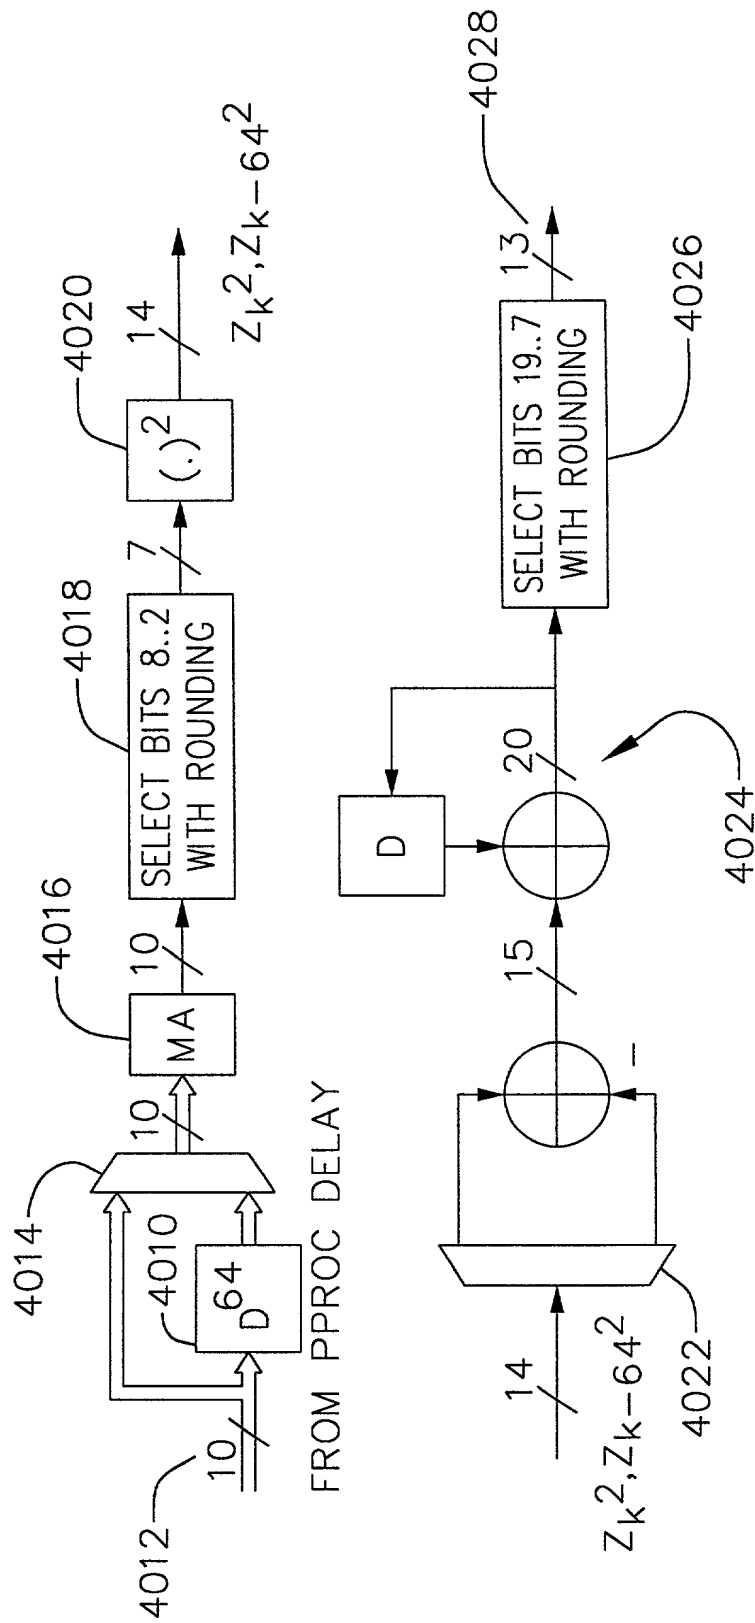 4012
10
FROM PPROC DELAY
4010
D⁶⁴
4014
10
4016
MA
10
4018
SELECT BITS 8..2
WITH ROUNDING
7
4020
(.)²
14
Zₖ²,Zₖ₋₆₄²
14
Zₖ²,Zₖ₋₆₄²
4022
−
15
D
20
4024
SELECT BITS 19..7
WITH ROUNDING
4026
13
4028